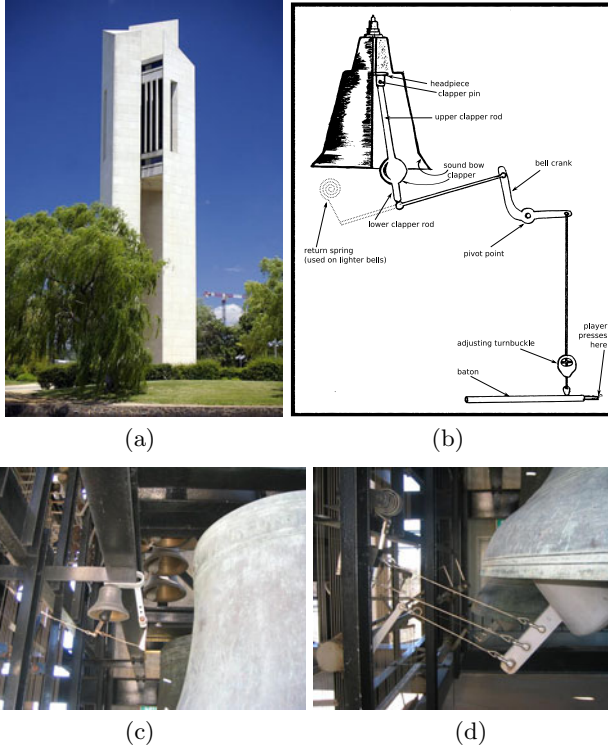 headpiece
clapper pin
upper clapper rod
sound bow
clapper
bell crank
lower clapper rod
return spring
(used on lighter bells)
pivot point
player
presses
here
adjusting turnbuckle
baton
(a)
(b)
(c)
(d)